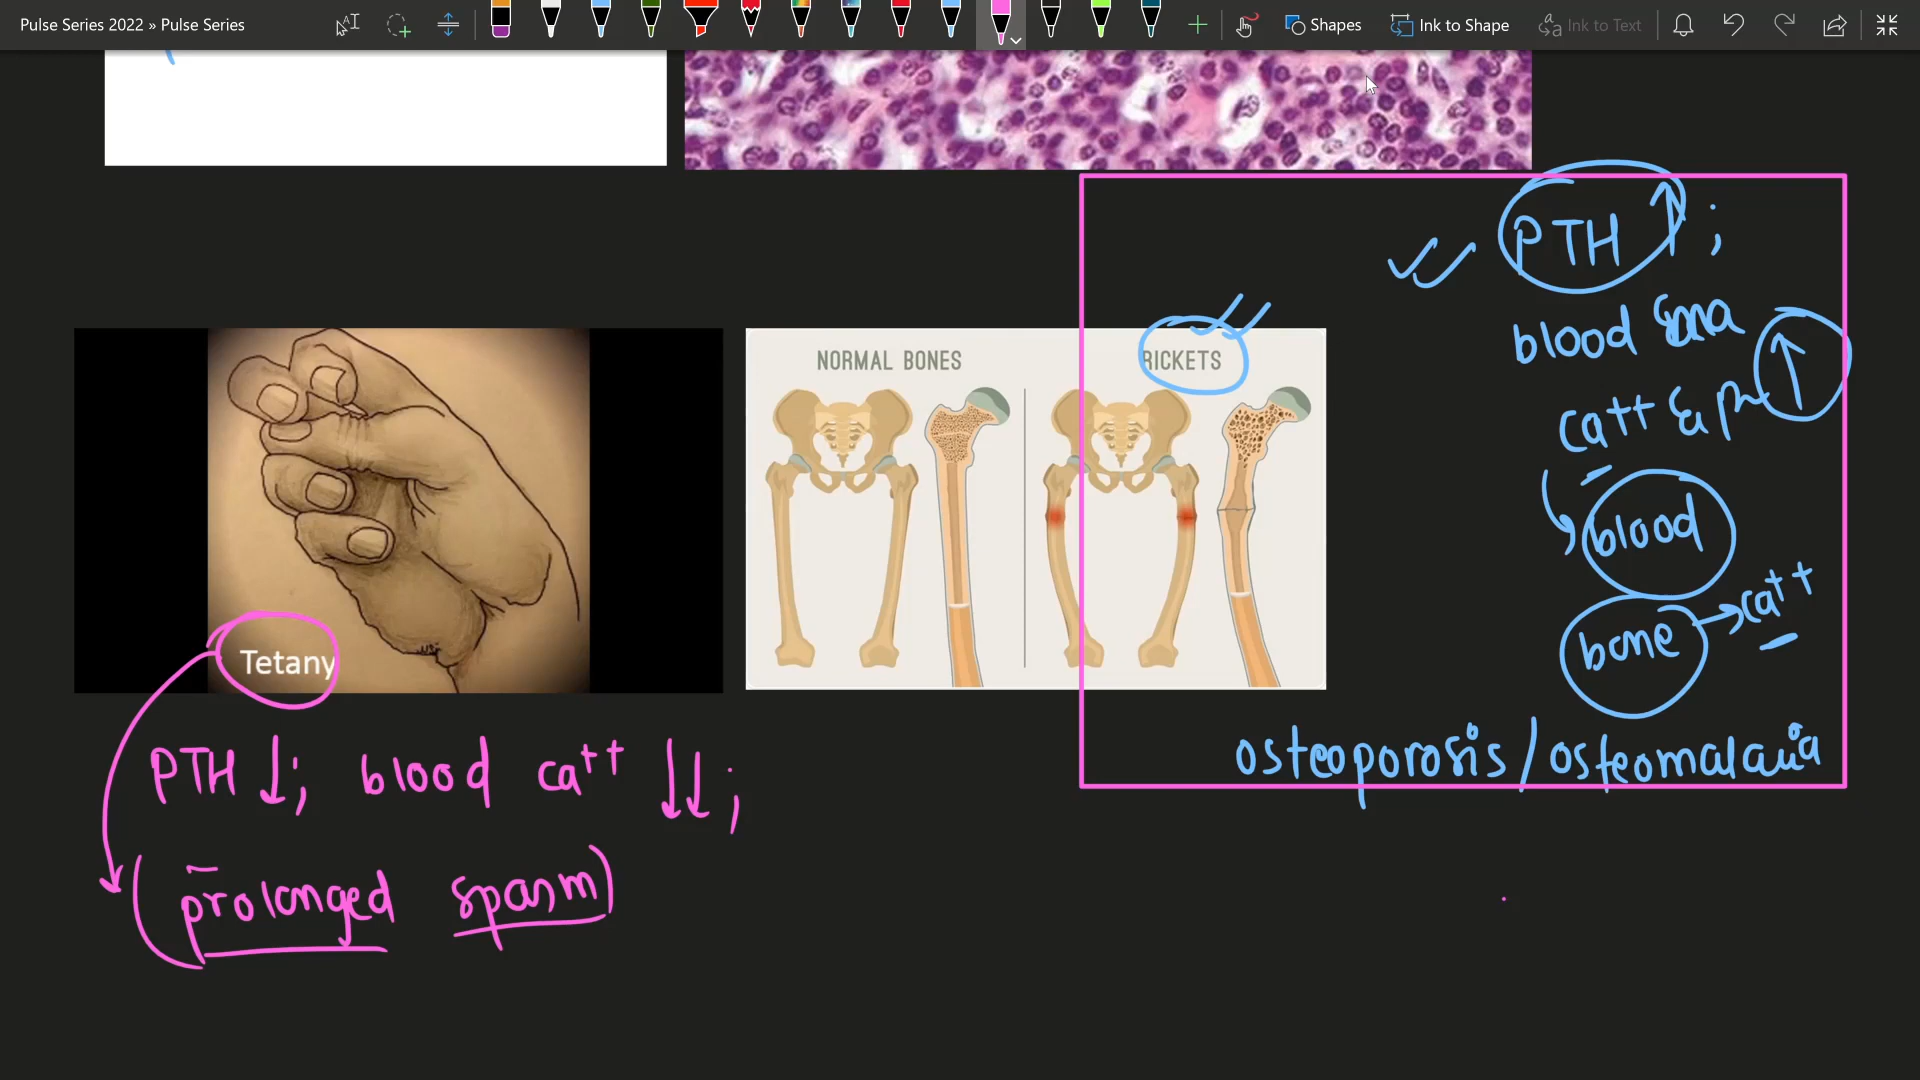 Pulse Series 2022 » Pulse Series
Shapes
Ink to Shape
Ink to Text
PTH ↑ ;
blood
Ca++ & ph ↑
blood
bone → Ca++
osteoporosis / osteomalacia
NORMAL BONES
RICKETS
Tetany
PTH ↓; blood ca++ ↓↓;
(prolonged spasm)